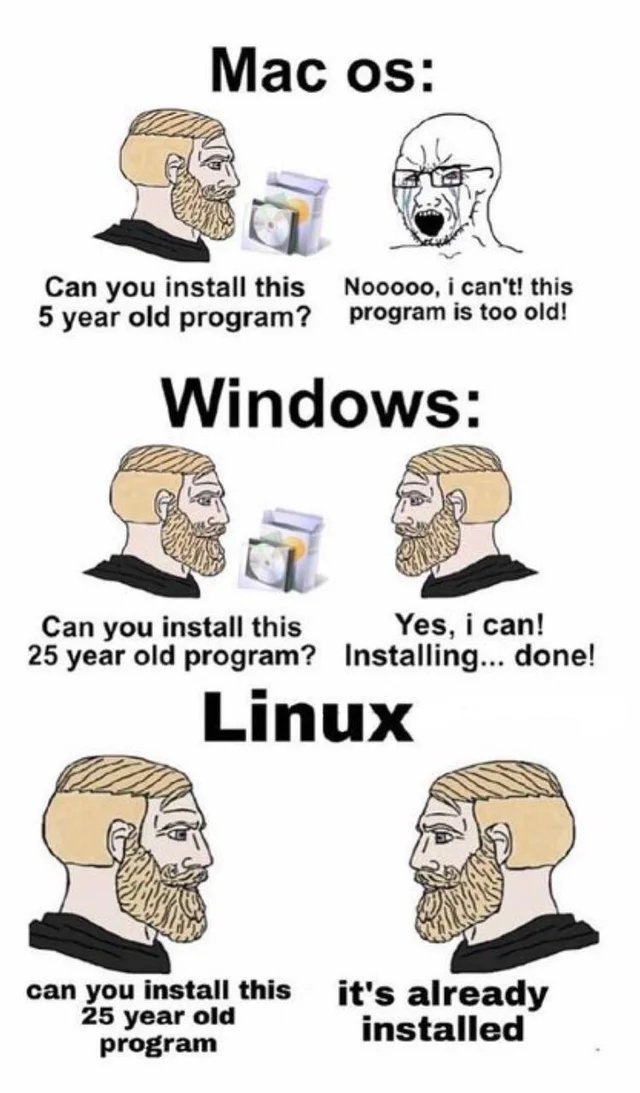 Mac os:
Can you install this
5 year old program?
Nooooo, i can't! this
program is too old!
Windows:
Can you install this
25 year old program?
Yes, i can!
Installing... done!
Linux
can you install this
25 year old
program
it's already
installed